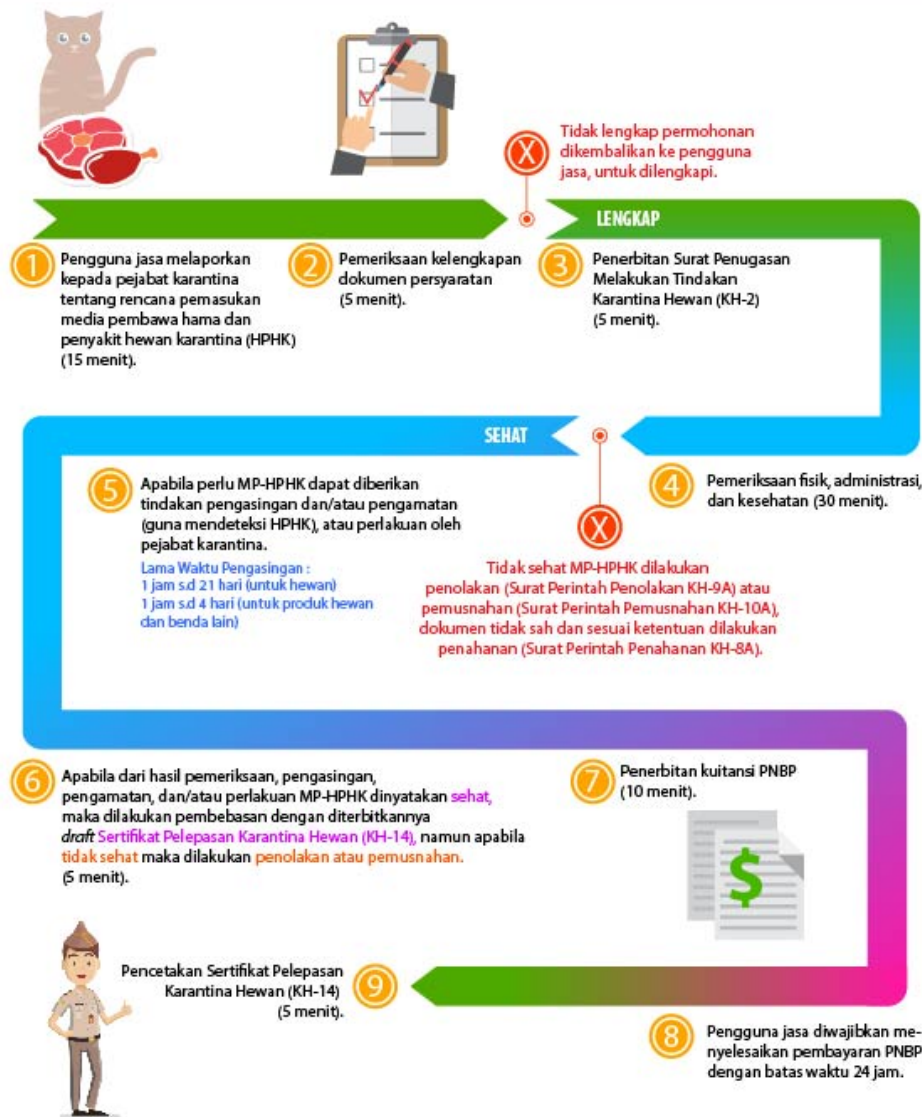 Tidak lengkap permohonan
dikembalikan ke pengguna
jasa, untuk dilengkapi.
X
LENGKAP
1
Pengguna jasa melaporkan
kepada pejabat karantina
tentang rencana pemasukan
media pembawa hama dan
penyakit hewan karantina (HPHK)
(15 menit).
2
Pemeriksaan kelengkapan
dokumen persyaratan
(5 menit).
3
Penerbitan Surat Penugasan
Melakukan Tindakan
Karantina Hewan (KH-2)
(5 menit).
SEHAT
4
Pemeriksaan fisik, administrasi,
dan kesehatan (30 menit).
X
Tidak sehat MP-HPHK dilakukan
penolakan (Surat Perintah Penolakan KH-9A) atau
pemusnahan (Surat Perintah Pemusnahan KH-10A),
dokumen tidak sah dan sesuai ketentuan dilakukan
penahanan (Surat Perintah Penahanan KH-8A).
5
Apabila perlu MP-HPHK dapat diberikan
tindakan pengasingan dan/atau pengamatan
(guna mendeteksi HPHK), atau perlakuan oleh
pejabat karantina.
Lama Waktu Pengasingan :
1 jam s.d 21 hari (untuk hewan)
1 jam s.d 4 hari (untuk produk hewan
dan benda lain)
6
Apabila dari hasil pemeriksaan, pengasingan,
pengamatan, dan/atau perlakuan MP-HPHK dinyatakan sehat,
maka dilakukan pembebasan dengan diterbitkannya
draft Sertifikat Pelepasan Karantina Hewan (KH-14), namun apabila
tidak sehat maka dilakukan penolakan atau pemusnahan.
(5 menit).
7
Penerbitan kuitansi PNBP
(10 menit).
$
8
Pengguna jasa diwajibkan me-
nyelesaikan pembayaran PNBP
dengan batas waktu 24 jam.
9
Pencetakan Sertifikat Pelepasan
Karantina Hewan (KH-14)
(5 menit).